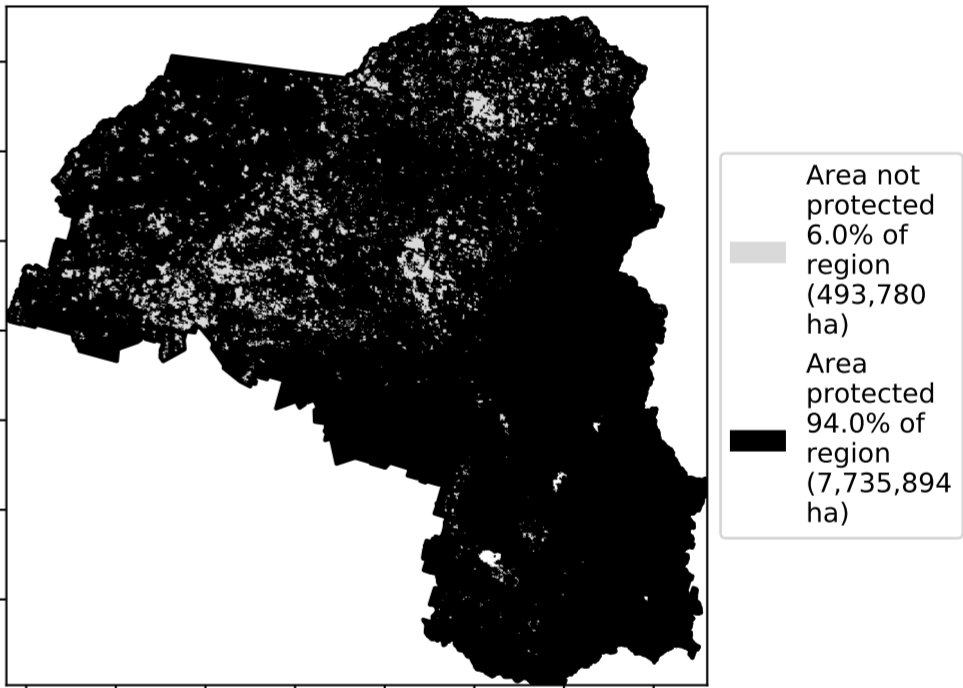 Area not
protected
6.0% of
region
(493,780
ha)
Area
protected
94.0% of
region
(7,735,894
ha)